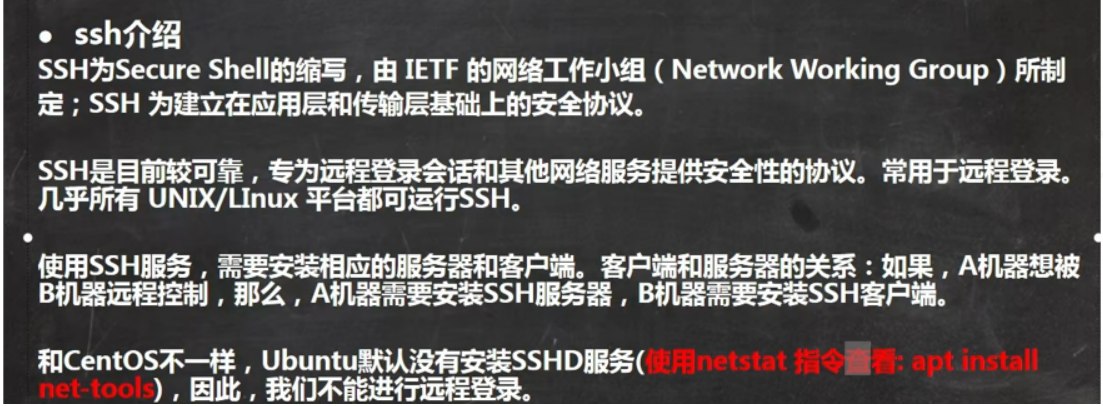 ● ssh介绍
SSH为Secure Shell的缩写，由 IETF 的网络工作小组（Network Working Group）所制
定；SSH 为建立在应用层和传输层基础上的安全协议。
SSH是目前较可靠，专为远程登录会话和其他网络服务提供安全性的协议。常用于远程登录。
几乎所有 UNIX/LInux 平台都可运行SSH。
使用SSH服务，需要安装相应的服务器和客户端。客户端和服务器的关系：如果，A机器想被
B机器远程控制，那么，A机器需要安装SSH服务器，B机器需要安装SSH客户端。
和CentOS不一样，Ubuntu默认没有安装SSHD服务(使用netstat 指令查看: apt install
net-tools)，因此，我们不能进行远程登录。